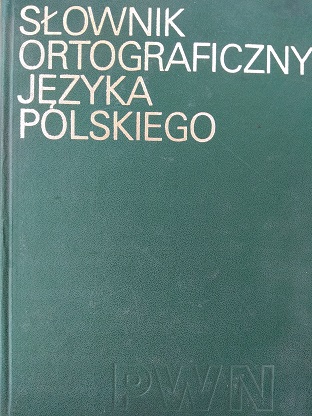 SŁOWNIK
ORTOGRAFICZNY
JĘZYKA
POLSKIEGO
PWN